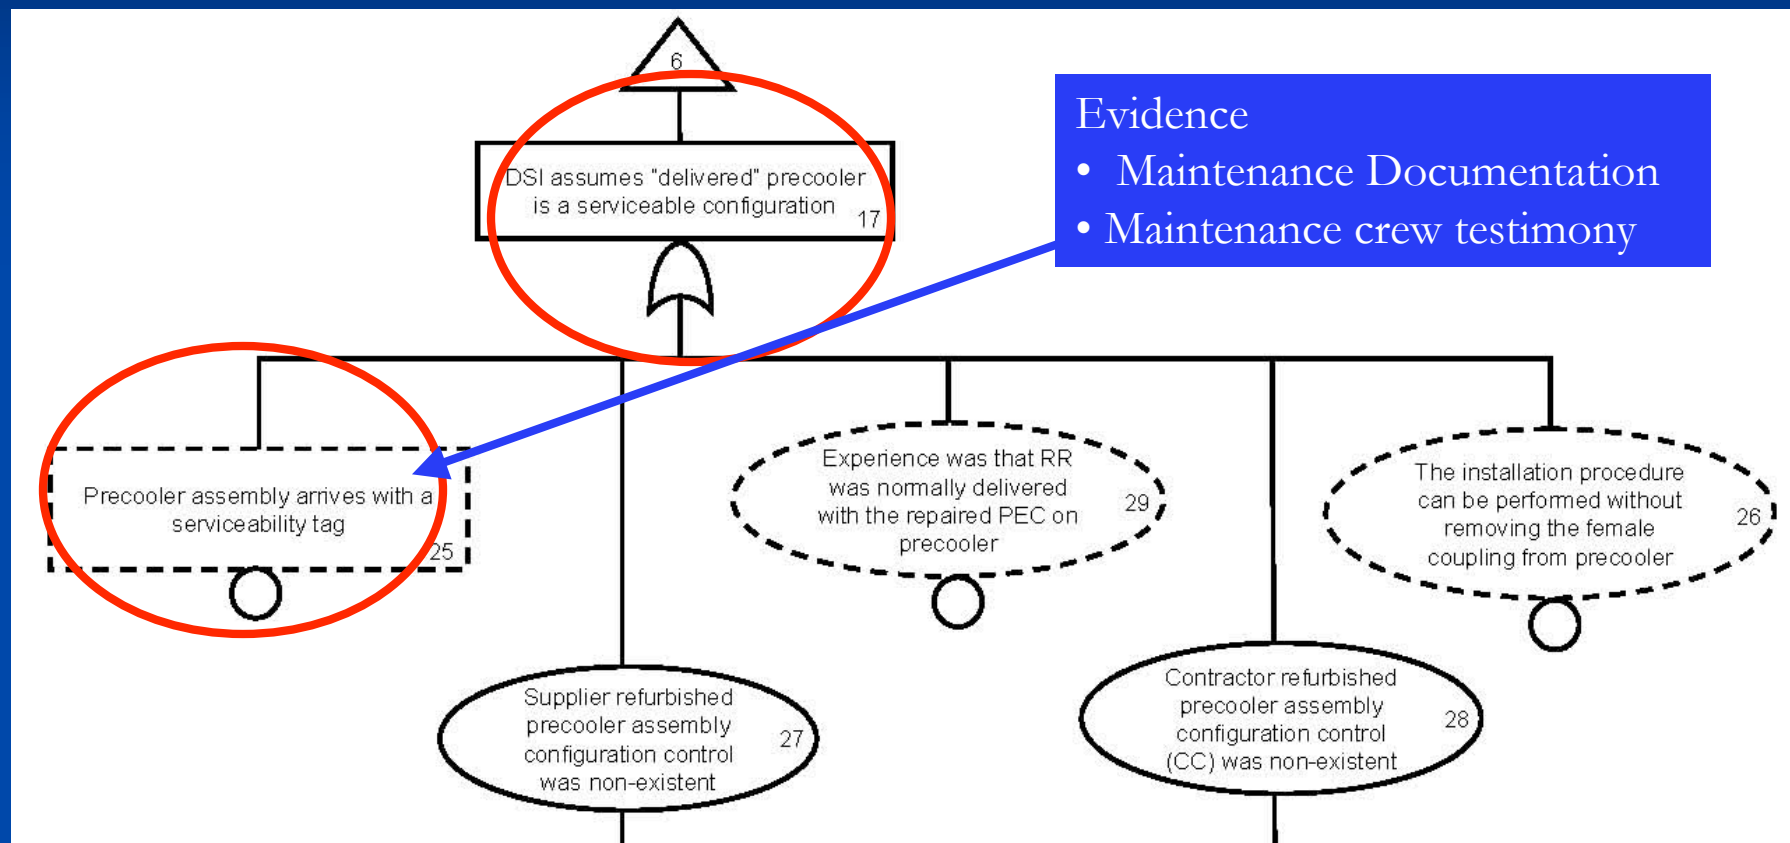 6
Evidence
• Maintenance Documentation
• Maintenance crew testimony
DSI assumes "delivered" precooler
is a serviceable configuration
17
Precooler assembly arrives with a
serviceability tag
25
Experience was that RR
was normally delivered
with the repaired PEC on
precooler
29
The installation procedure
can be performed without
removing the female
coupling from precooler
26
Supplier refurbished
precooler assembly
configuration control
was non-existent
27
Contractor refurbished
precooler assembly
configuration control
(CC) was non-existent
28